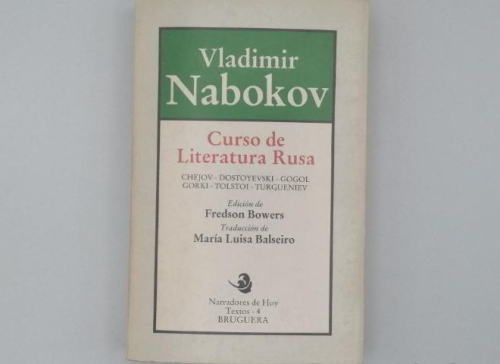 Vladimir
Nabokov
Curso de
Literatura Rusa
CHEJOV - DOSTOYEVSKI - GOGOL
GORKI - TOLSTOI - TURGUENIEV
Edición de
Fredson Bowers
Traducción de
María Luisa Balseiro
Narradores de Hoy
Textos - 4
BRUGUERA